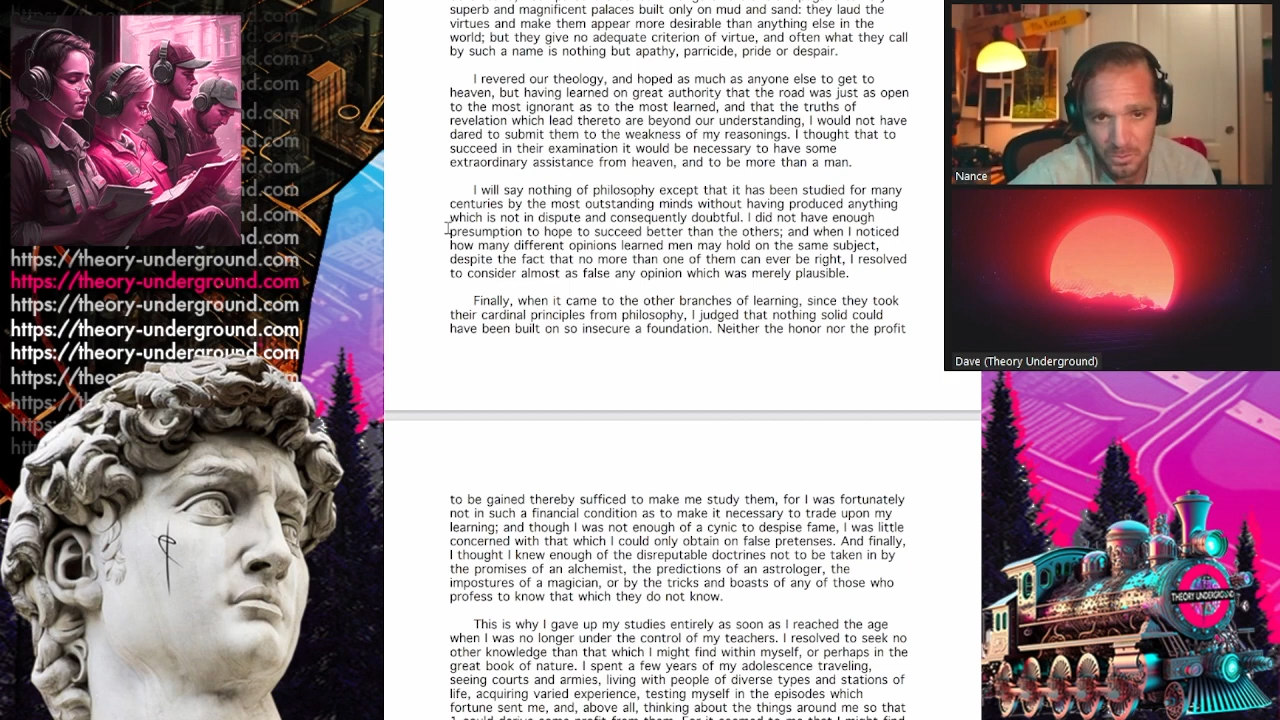 https://theory-underground.com
https://theory-underground.com
https://theory-underground.com
https://theory-underground.com
https://theory-underground.com
superb and magnificent palaces built only on mud and sand: they laud the
virtues and make them appear more desirable than anything else in the
world; but they give no adequate criterion of virtue, and often what they call
by such a name is nothing but apathy, parricide, pride or despair.
I revered our theology, and hoped as much as anyone else to get to
heaven, but having learned on great authority that the road was just as open
to the most ignorant as to the most learned, and that the truths of
revelation which lead thereto are beyond our understanding, I would not have
dared to submit them to the weakness of my reasonings. I thought that to
succeed in their examination it would be necessary to have some
extraordinary assistance from heaven, and to be more than a man.
I will say nothing of philosophy except that it has been studied for many
centuries by the most outstanding minds without having produced anything
which is not in dispute and consequently doubtful. I did not have enough
presumption to hope to succeed better than the others; and when I noticed
how many different opinions learned men may hold on the same subject,
despite the fact that no more than one of them can ever be right, I resolved
to consider almost as false any opinion which was merely plausible.
Finally, when it came to the other branches of learning, since they took
their cardinal principles from philosophy, I judged that nothing solid could
have been built on so insecure a foundation. Neither the honor nor the profit
to be gained thereby sufficed to make me study them, for I was fortunately
not in such a financial condition as to make it necessary to trade upon my
learning; and though I was not enough of a cynic to despise fame, I was little
concerned with that which I could only obtain on false pretenses. And finally,
I thought I knew enough of the disreputable doctrines not to be taken in by
the promises of an alchemist, the predictions of an astrologer, the
impostures of a magician, or by the tricks and boasts of any of those who
profess to know that which they do not know.
This is why I gave up my studies entirely as soon as I reached the age
when I was no longer under the control of my teachers. I resolved to seek no
other knowledge than that which I might find within myself, or perhaps in the
great book of nature. I spent a few years of my adolescence traveling,
seeing courts and armies, living with people of diverse types and stations of
life, acquiring varied experience, testing myself in the episodes which
fortune sent me, and, above all, thinking about the things around me so that
Nance
Dave (Theory Underground)
THEORY UNDERGROUND